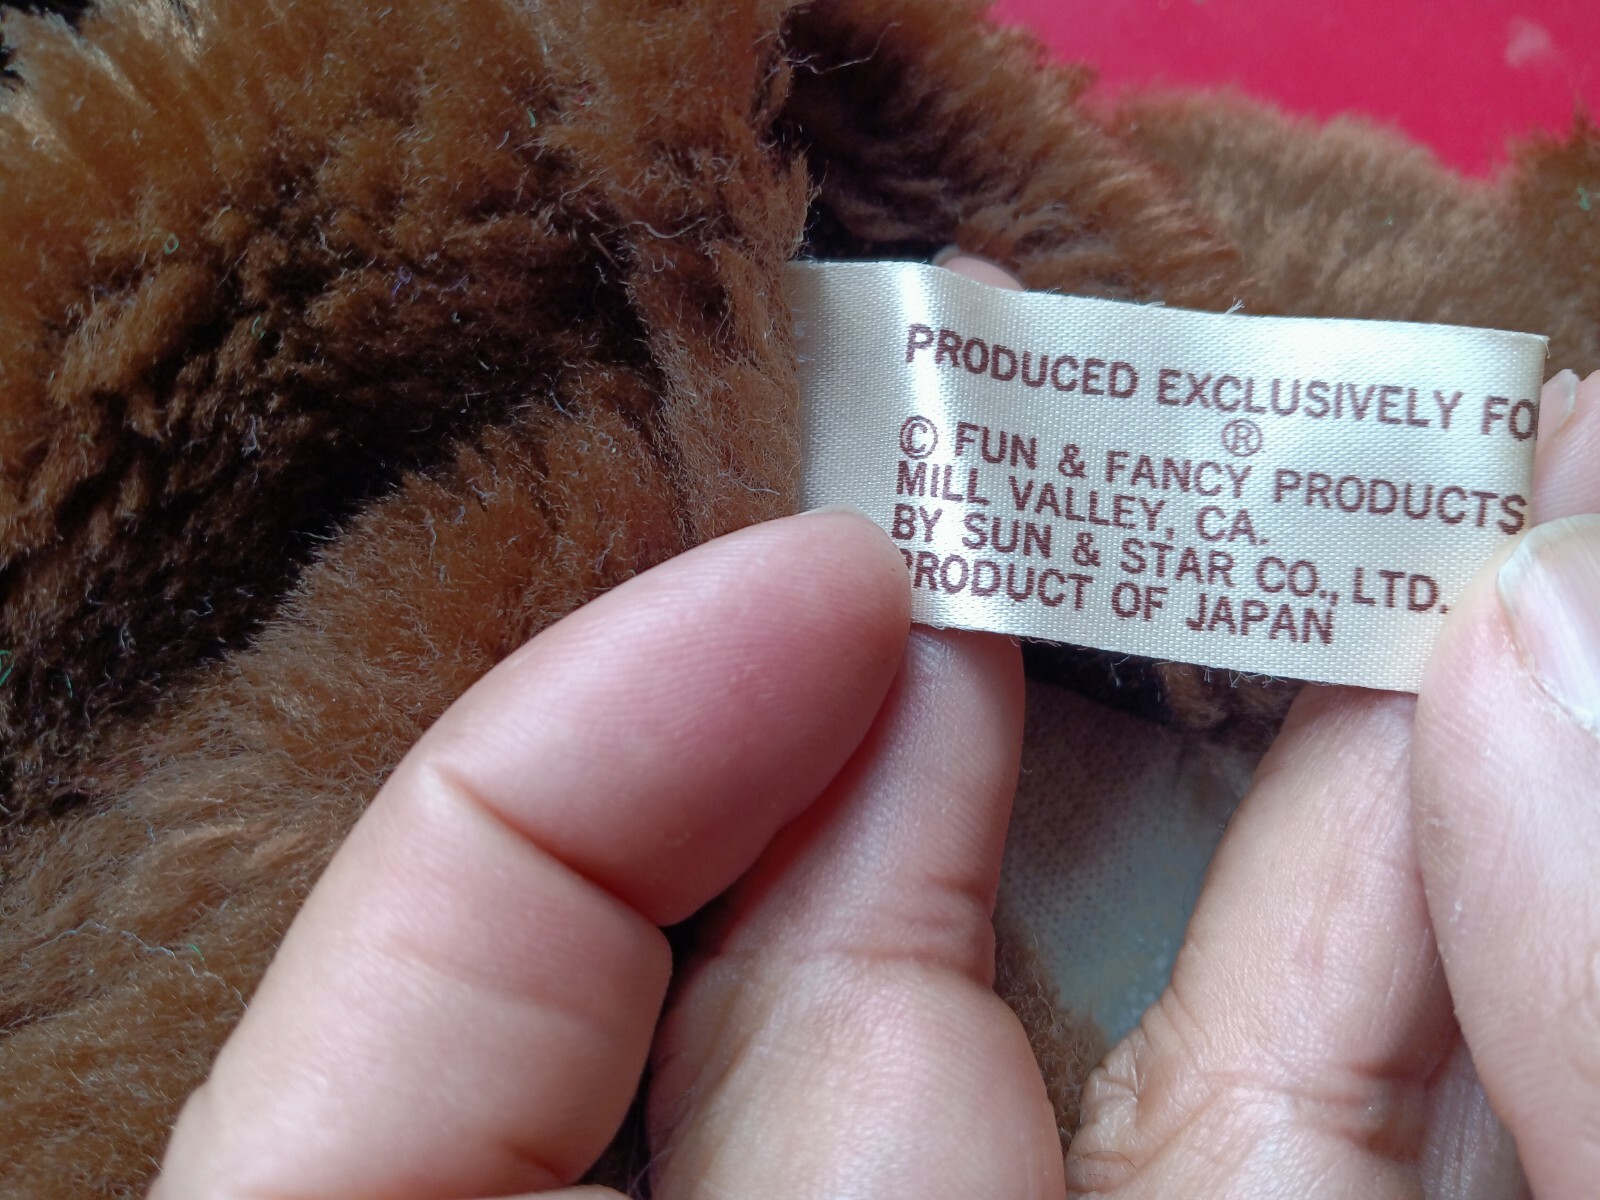 PRODUCED EXCLUSIVELY FO
®
© FUN & FANCY PRODUCTS
MILL VALLEY, CA.
BY SUN & STAR CO., LTD.
PRODUCT OF JAPAN